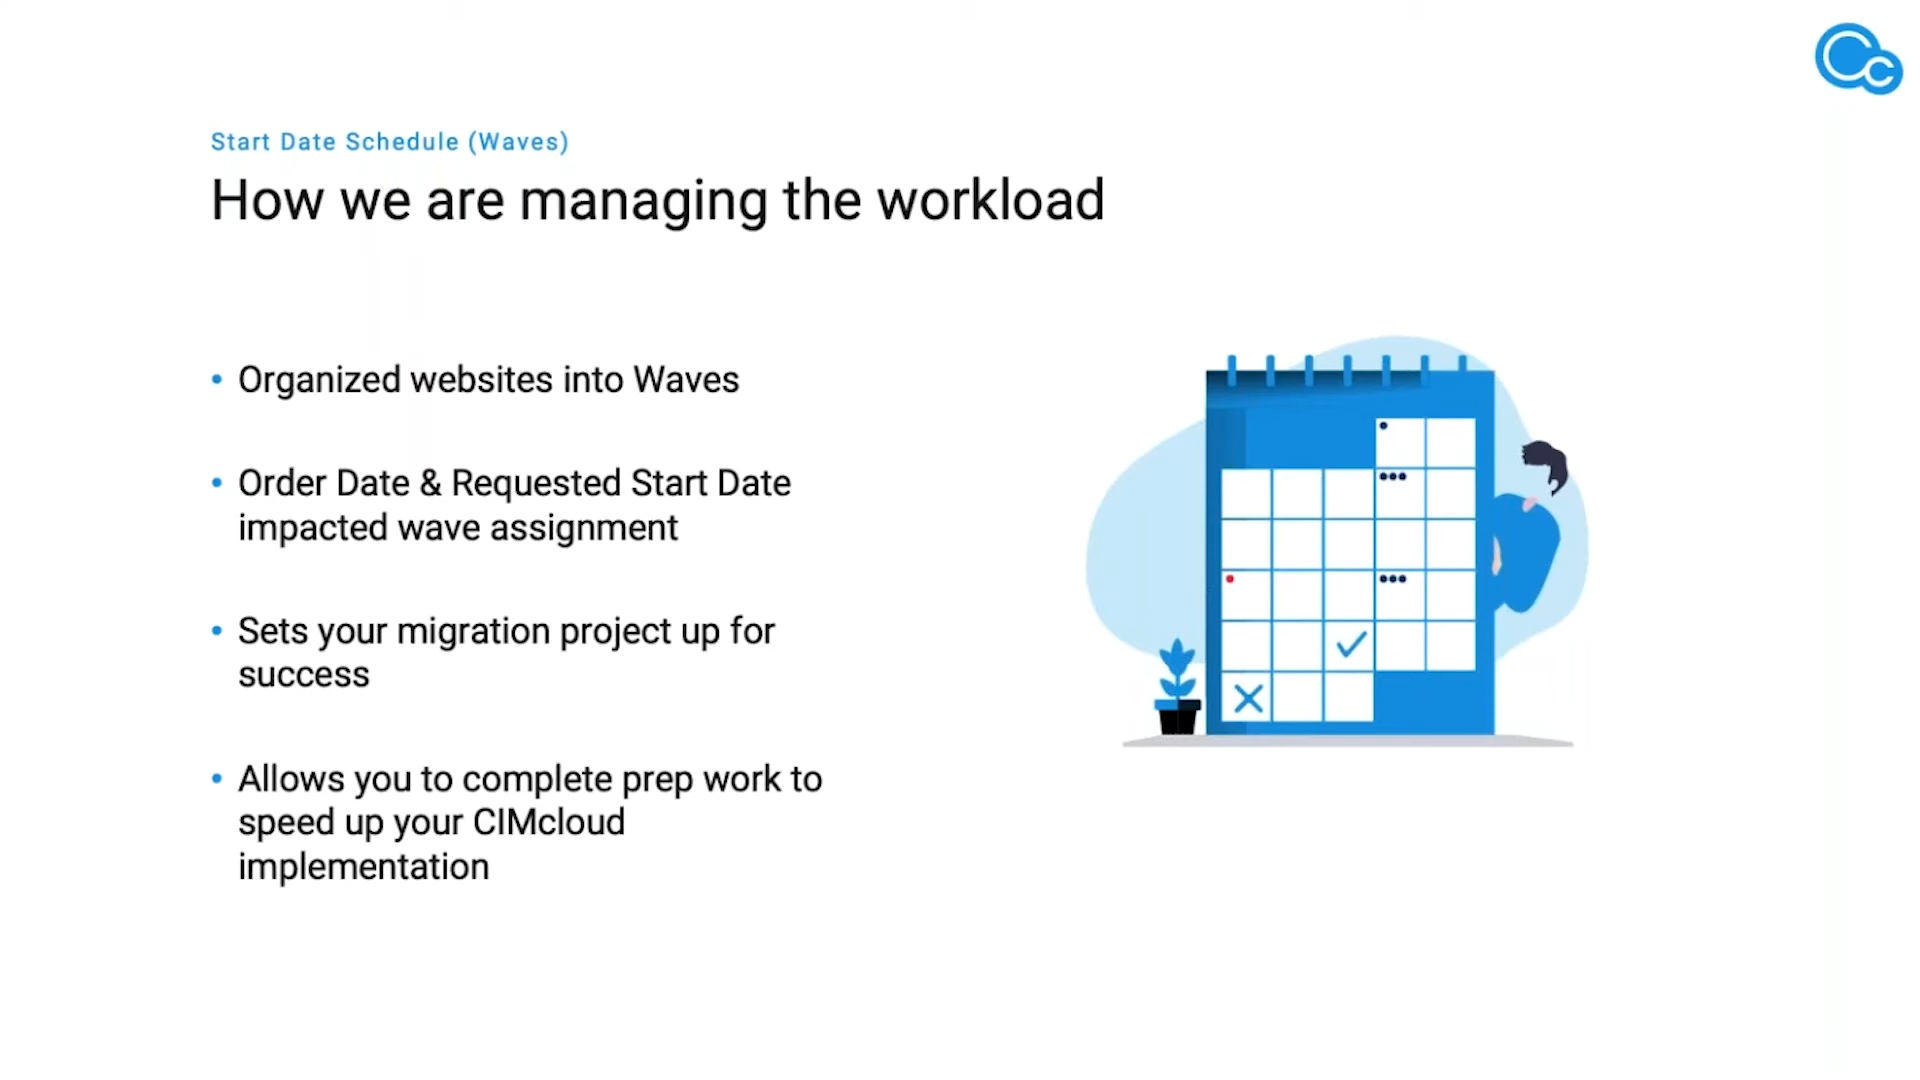 Start Date Schedule (Waves)
How we are managing the workload
• Organized websites into Waves
• Order Date & Requested Start Date
impacted wave assignment
• Sets your migration project up for
success
• Allows you to complete prep work to
speed up your CIMcloud
implementation